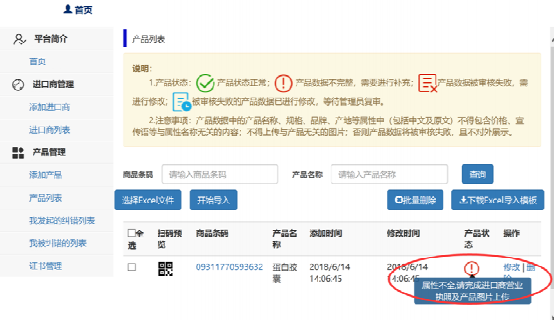 首页
平台简介
首页
进口商管理
添加进口商
进口商列表
产品管理
添加产品
产品列表
我发起的纠错列表
我被纠错的列表
证书管理
产品列表
说明：
1.产品状态： 产品状态正常； 产品数据不完整，需要进行补充； 产品数据被审核失败，需
进行修改； 被审核失败的产品数据已进行修改，等待管理员复审。
2.注意事项：产品数据中的产品名称、规格、品牌、产地等属性中（包括中文及原文）不得包含价格、宣
传语等与属性名称无关的内容；不得上传与产品无关的图片；否则产品数据将被审核失败，且不对外展示。
商品条码 请输入商品条码 产品名称 请输入产品名称 查询
选择Excel文件 开始导入 批量删除 下载Excel导入模板
全选 扫码预览 商品条码 产品名称 添加时间 修改时间 产品状态 操作
09311770593632 蛋白胶囊 2018/6/14 14:06:45 2018/6/14 14:06:45 修改 | 删
属性不全,请完成进口商营业
执照及产品图片上传